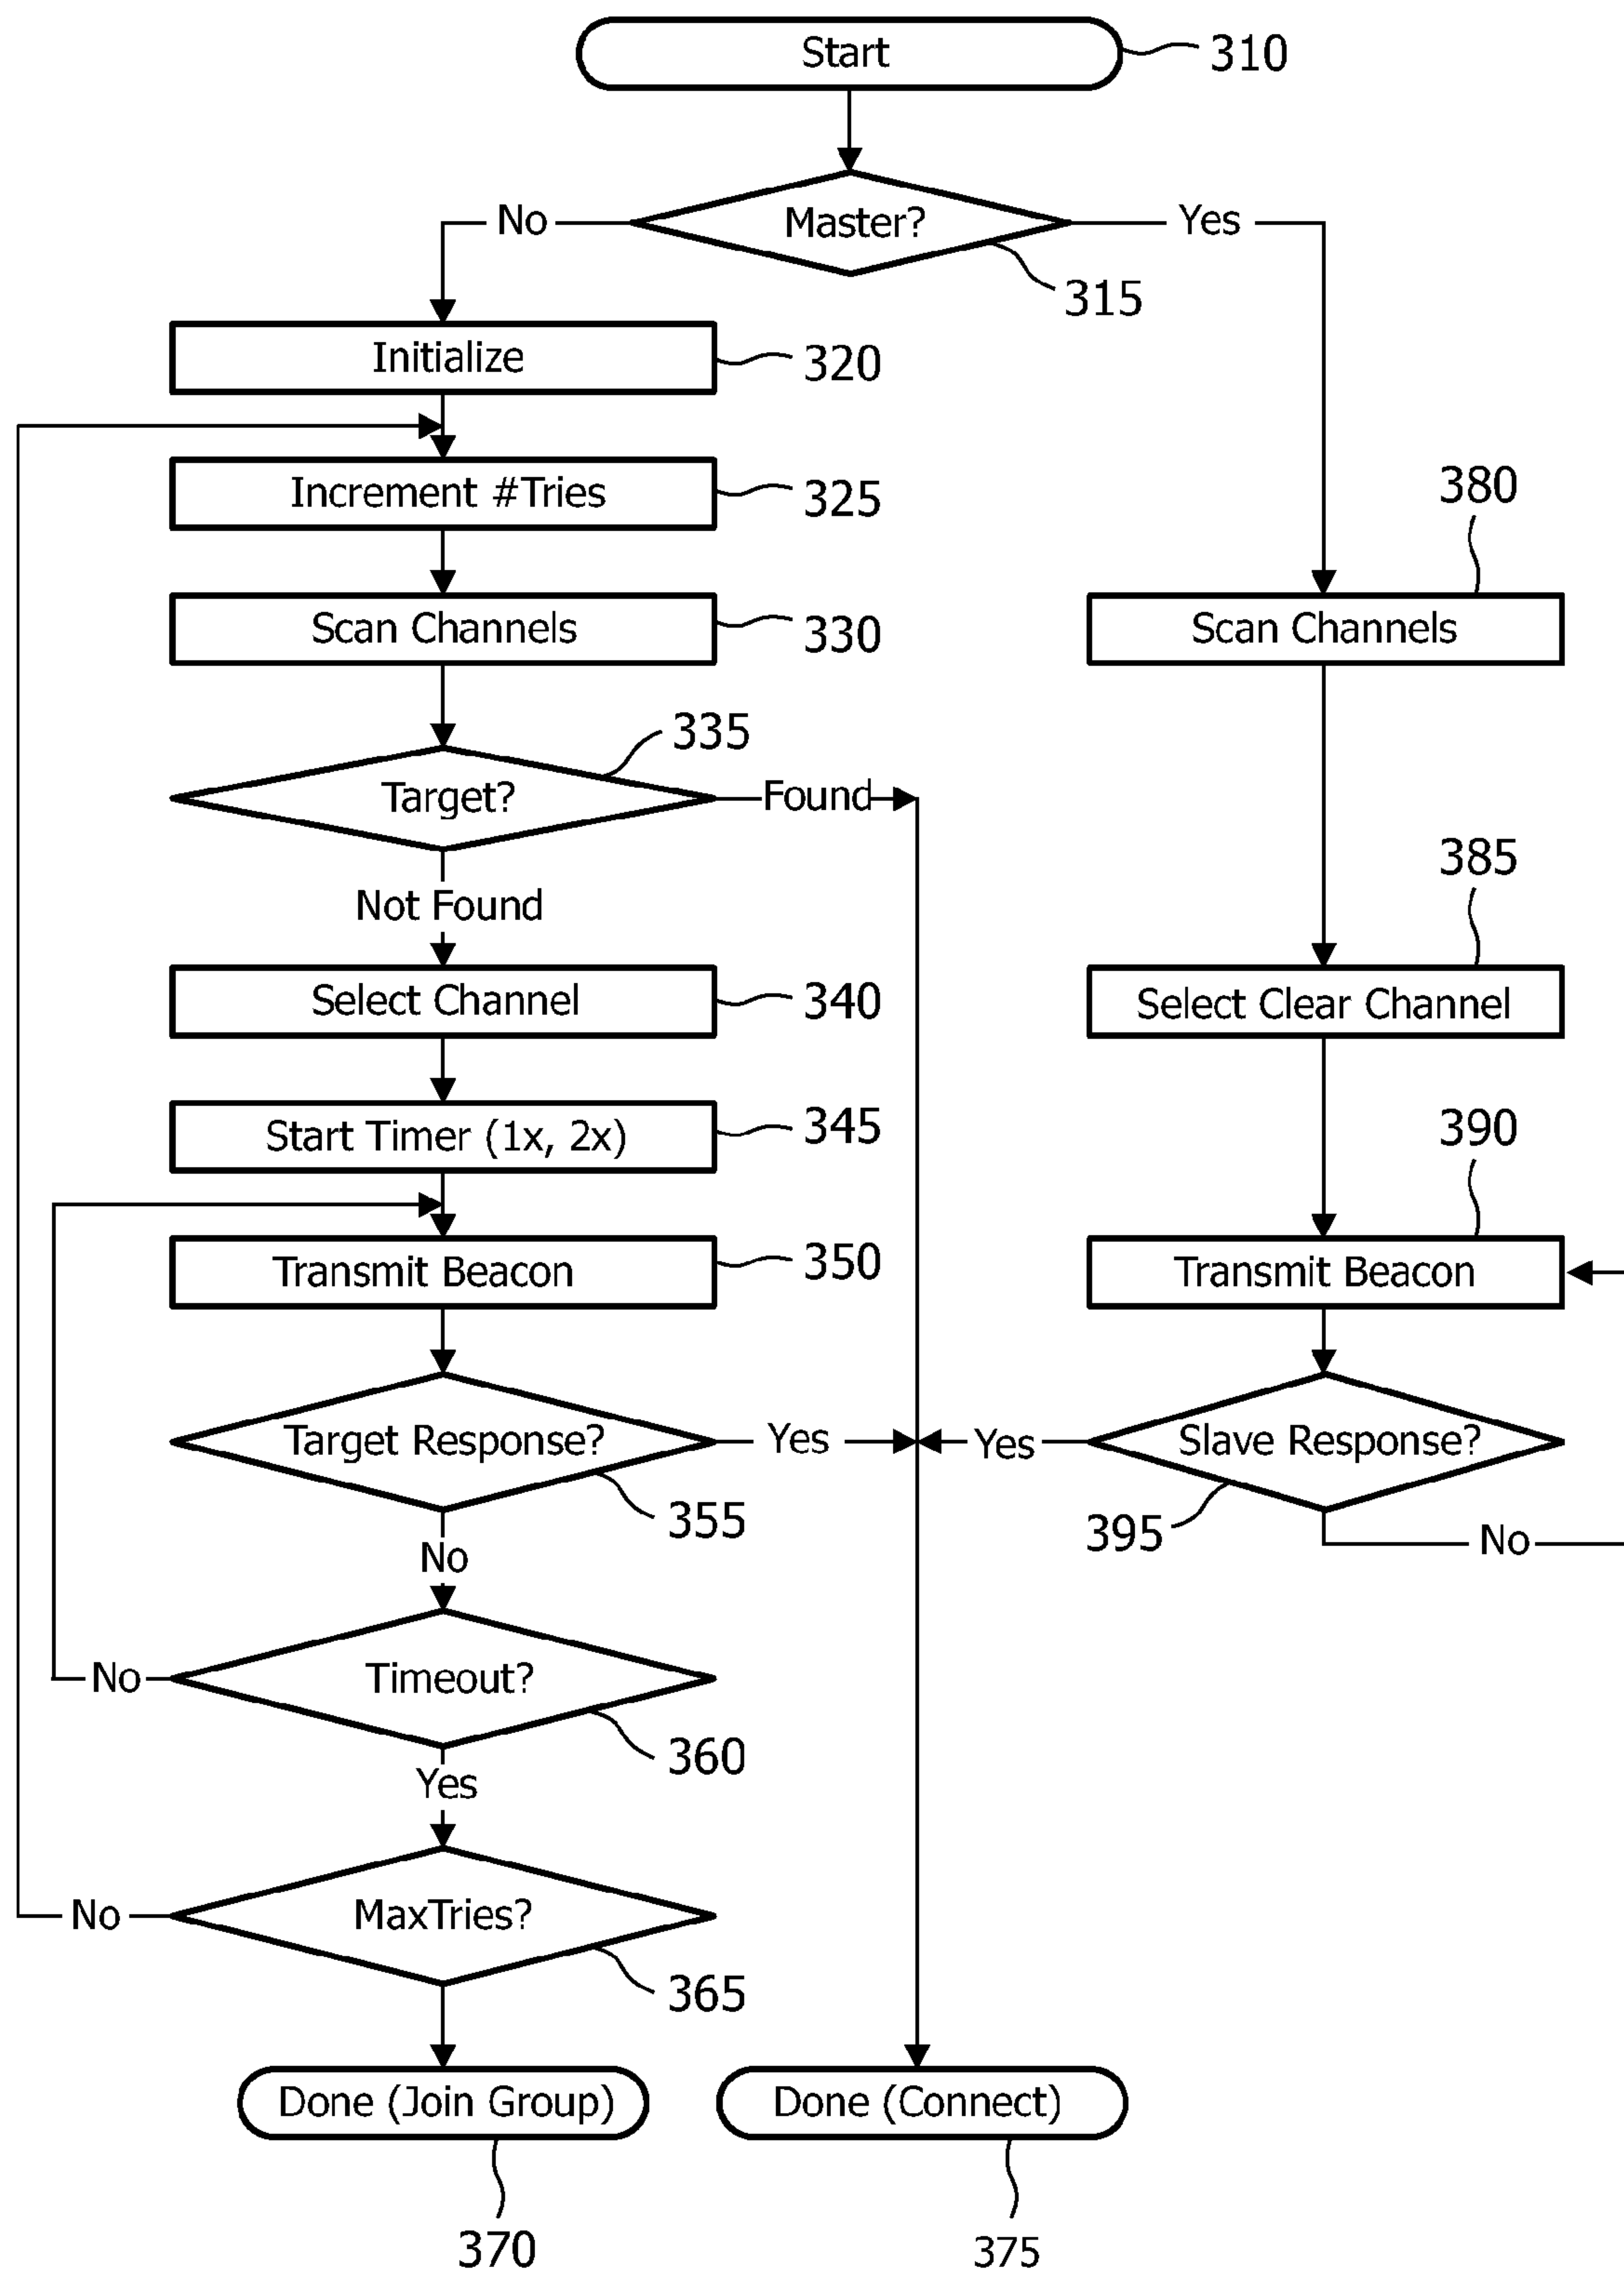 Start
310
Master?
No
Yes
315
Initialize
320
Increment #Tries
325
380
Scan Channels
330
Scan Channels
335
Target?
Found
385
Not Found
Select Channel
340
Select Clear Channel
Start Timer (1x, 2x)
345
390
Transmit Beacon
350
Transmit Beacon
Target Response?
Yes
Yes
Slave Response?
355
395
No
No
Timeout?
No
360
Yes
MaxTries?
No
365
Done (Join Group)
Done (Connect)
370
375